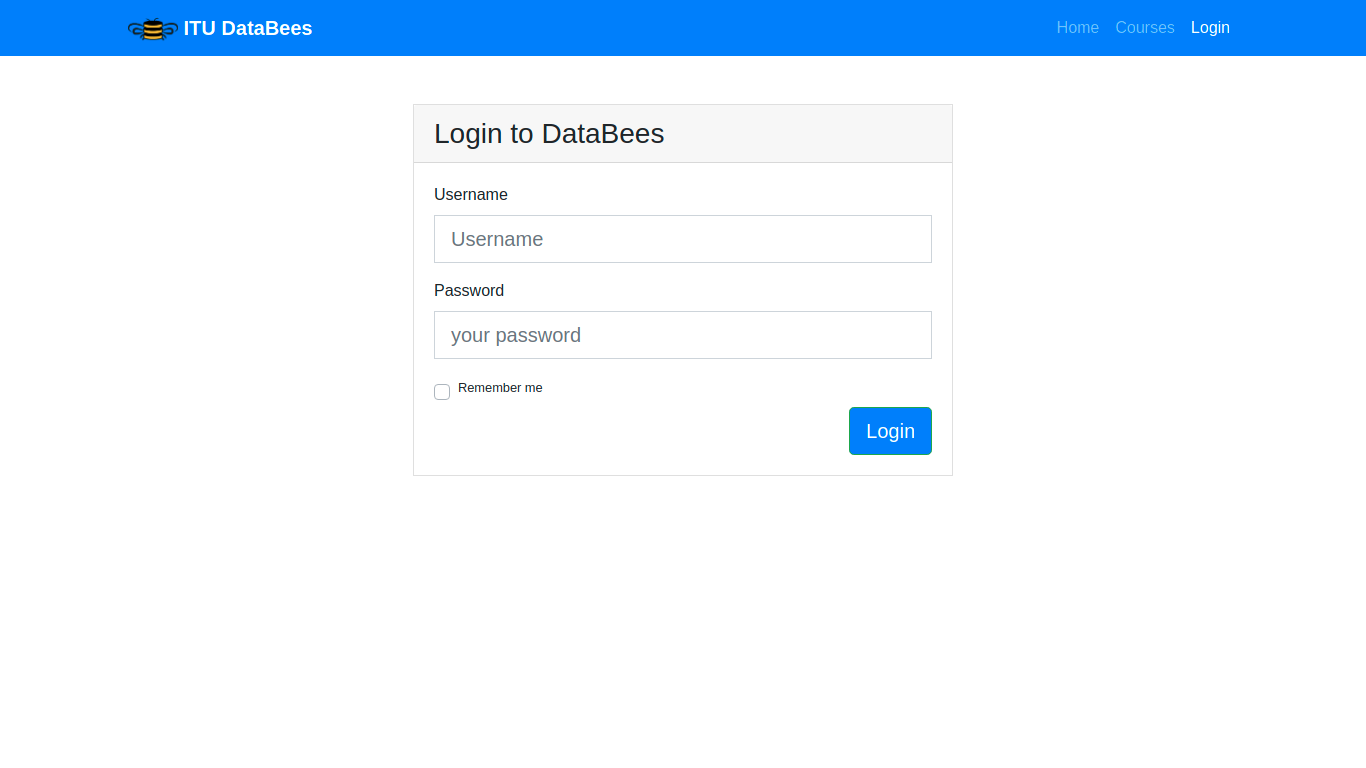 ITU DataBees
Home Courses Login
Login to DataBees
Username
Username
Password
your password
Remember me
Login